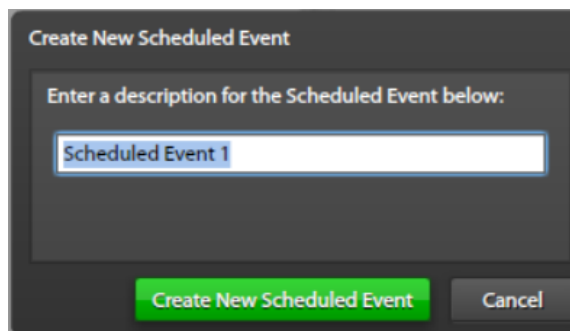 Create New Scheduled Event
Enter a description for the Scheduled Event below:
Scheduled Event 1
Create New Scheduled Event
Cancel